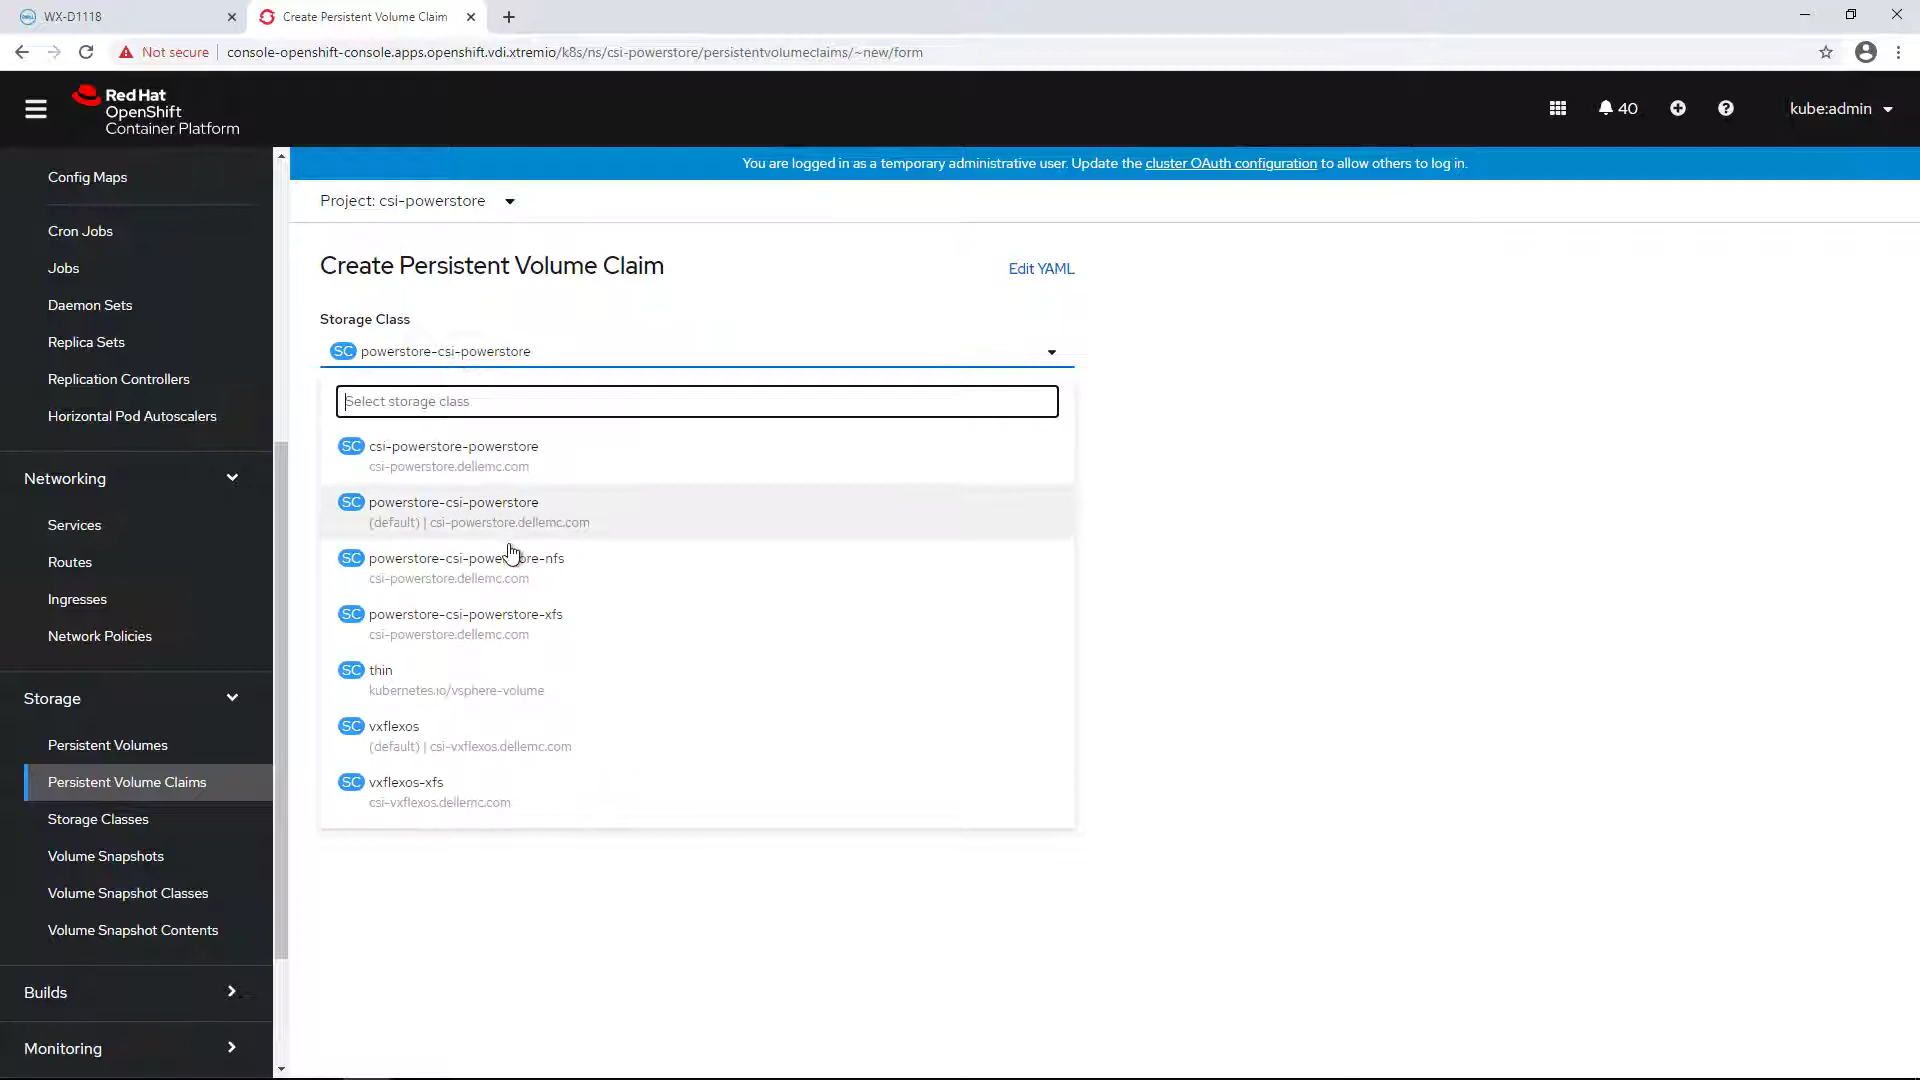 WX-D1118
Create Persistent Volume Claim
Not secure
console-openshift-console.apps.openshift.vdi.xtremio/k8s/ns/csi-powerstore/persistentvolumeclaims/~new/form
Red Hat
OpenShift
Container Platform
40
kube:admin
You are logged in as a temporary administrative user. Update the cluster OAuth configuration to allow others to log in.
Project: csi-powerstore
Config Maps
Cron Jobs
Jobs
Daemon Sets
Replica Sets
Replication Controllers
Horizontal Pod Autoscalers
Networking
Services
Routes
Ingresses
Network Policies
Storage
Persistent Volumes
Persistent Volume Claims
Storage Classes
Volume Snapshots
Volume Snapshot Classes
Volume Snapshot Contents
Builds
Monitoring
Create Persistent Volume Claim
Edit YAML
Storage Class
SC powerstore-csi-powerstore
Select storage class
SC csi-powerstore-powerstore
csi-powerstore.dellemc.com
SC powerstore-csi-powerstore
(default) | csi-powerstore.dellemc.com
SC powerstore-csi-powerstore-nfs
csi-powerstore.dellemc.com
SC powerstore-csi-powerstore-xfs
csi-powerstore.dellemc.com
SC thin
kubernetes.io/vsphere-volume
SC vxflexos
(default) | csi-vxflexos.dellemc.com
SC vxflexos-xfs
csi-vxflexos.dellemc.com